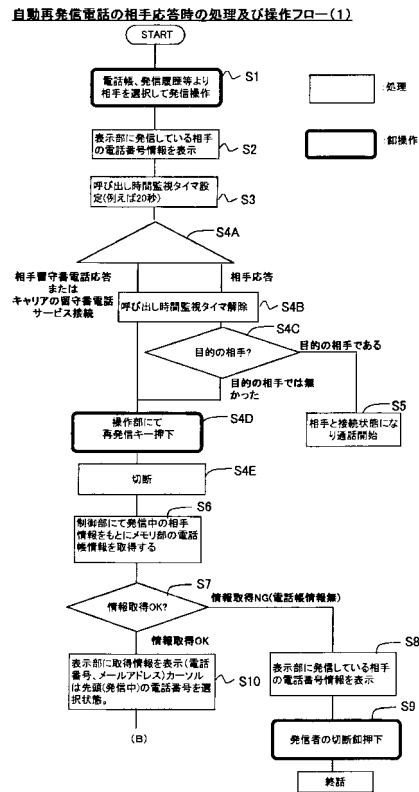 自動再発信電話の相手応答時の処理及び操作フロー(1)
START
S1
電話帳、発信履歴等より
相手を選択して発信操作
:処理
S2
表示部に発信している相手
の電話番号情報を表示
:釦操作
S3
呼び出し時間監視タイマ設
定(例えば20秒)
S4A
相手留守書電話応答
または
キャリアの留守書電話
サービス接続
相手応答
S4B
呼び出し時間監視タイマ解除
S4C
目的の相手?
目的の相手である
目的の相手では無
かった
S5
相手と接続状態にな
り通話開始
S4D
操作部にて
再発信キー押下
S4E
切断
S6
制御部にて発信中の相手
情報をもとにメモリ部の電話
帳情報を取得する
S7
情報取得OK?
情報取得NG(電話帳情報無)
情報取得OK
S8
表示部に発信している相手
の電話番号情報を表示
S10
表示部に取得情報を表示(電話
番号、メールアドレス)カーソル
は先頭(発信中)の電話番号を選
択状態。
S9
発信者の切断釦押下
(B)
終話